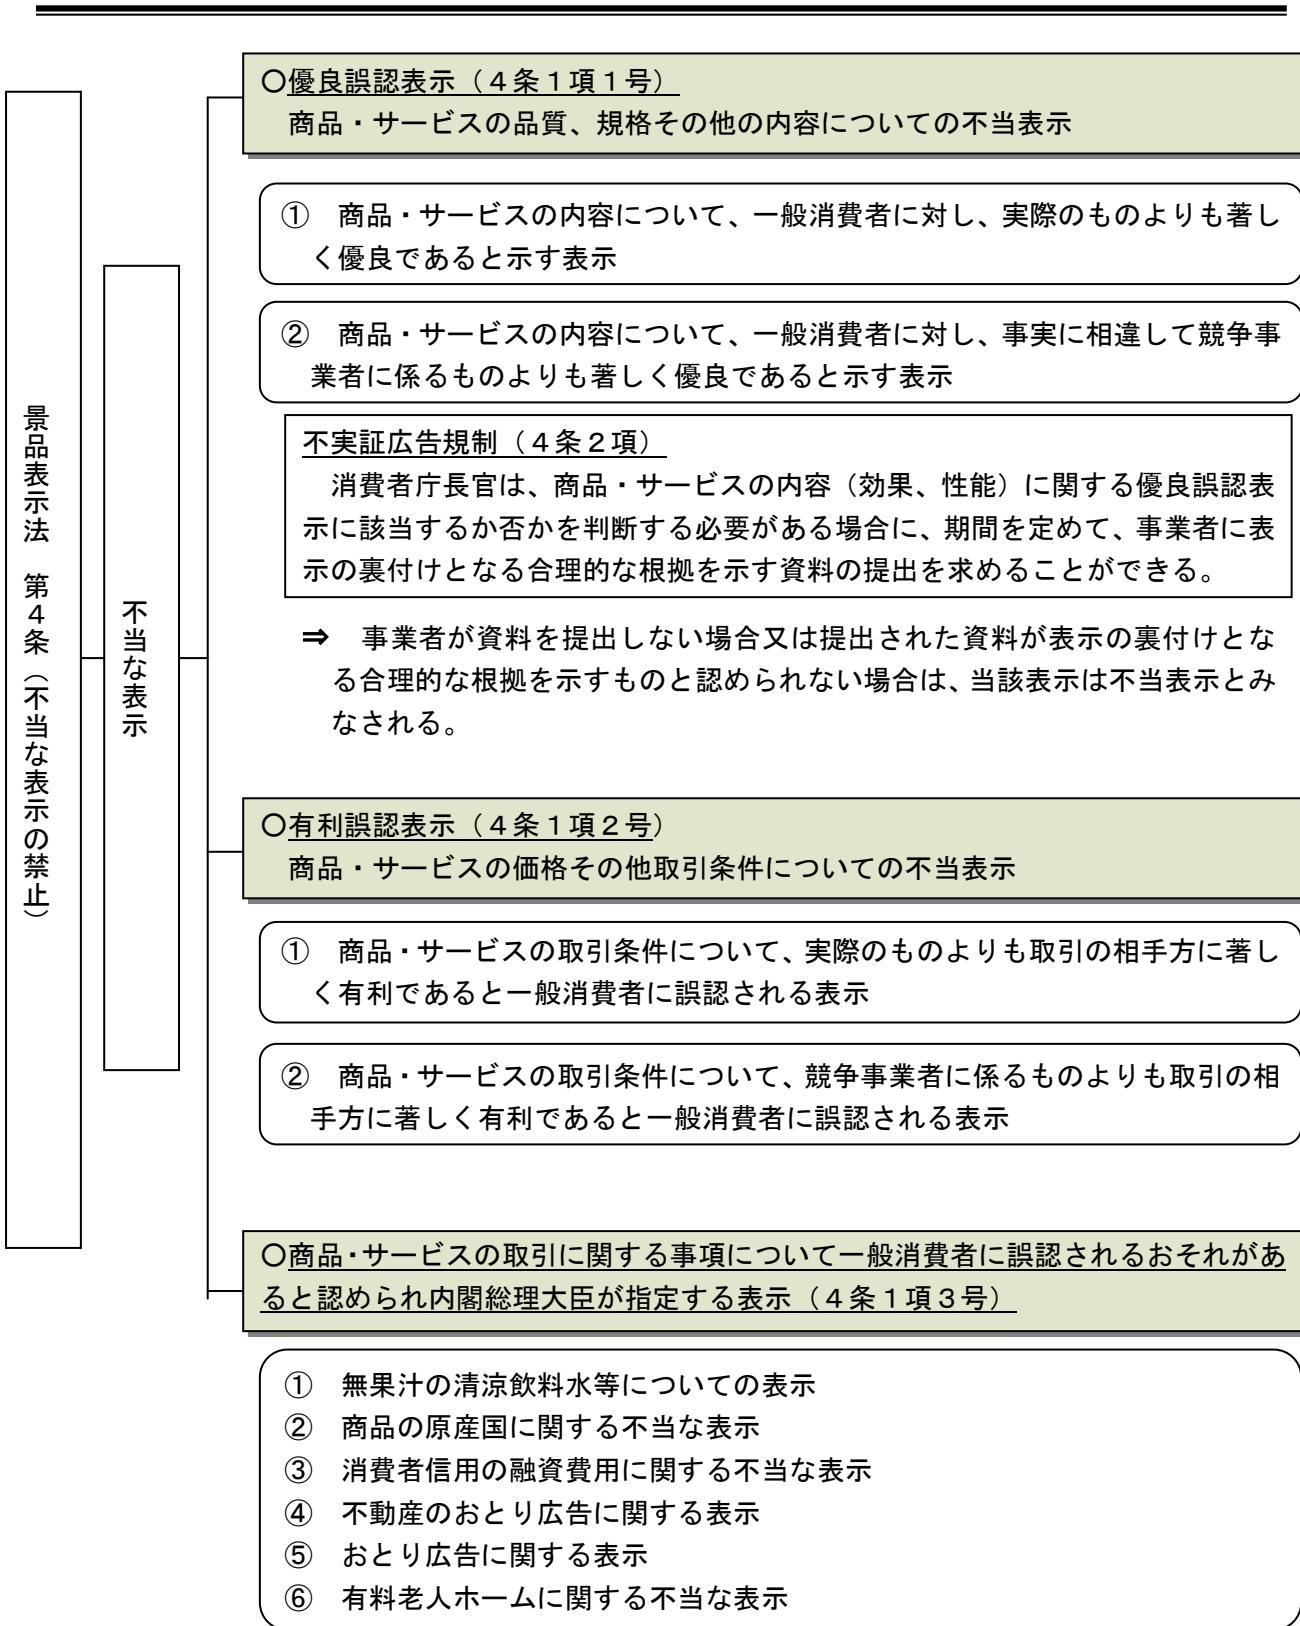 景品表示法　第４条（不当な表示の禁止）
不当な表示
○優良誤認表示（４条１項１号）
商品・サービスの品質、規格その他の内容についての不当表示
①　商品・サービスの内容について、一般消費者に対し、実際のものよりも著し
く優良であると示す表示
②　商品・サービスの内容について、一般消費者に対し、事実に相違して競争事
業者に係るものよりも著しく優良であると示す表示
不実証広告規制（４条２項）
消費者庁長官は、商品・サービスの内容（効果、性能）に関する優良誤認表
示に該当するか否かを判断する必要がある場合に、期間を定めて、事業者に表
示の裏付けとなる合理的な根拠を示す資料の提出を求めることができる。
⇒　事業者が資料を提出しない場合又は提出された資料が表示の裏付けとな
る合理的な根拠を示すものと認められない場合は、当該表示は不当表示とみ
なされる。
○有利誤認表示（４条１項２号）
商品・サービスの価格その他取引条件についての不当表示
①　商品・サービスの取引条件について、実際のものよりも取引の相手方に著し
く有利であると一般消費者に誤認される表示
②　商品・サービスの取引条件について、競争事業者に係るものよりも取引の相
手方に著しく有利であると一般消費者に誤認される表示
○商品・サービスの取引に関する事項について一般消費者に誤認されるおそれがあ
ると認められ内閣総理大臣が指定する表示（４条１項３号）
①　無果汁の清涼飲料水等についての表示
②　商品の原産国に関する不当な表示
③　消費者信用の融資費用に関する不当な表示
④　不動産のおとり広告に関する表示
⑤　おとり広告に関する表示
⑥　有料老人ホームに関する不当な表示